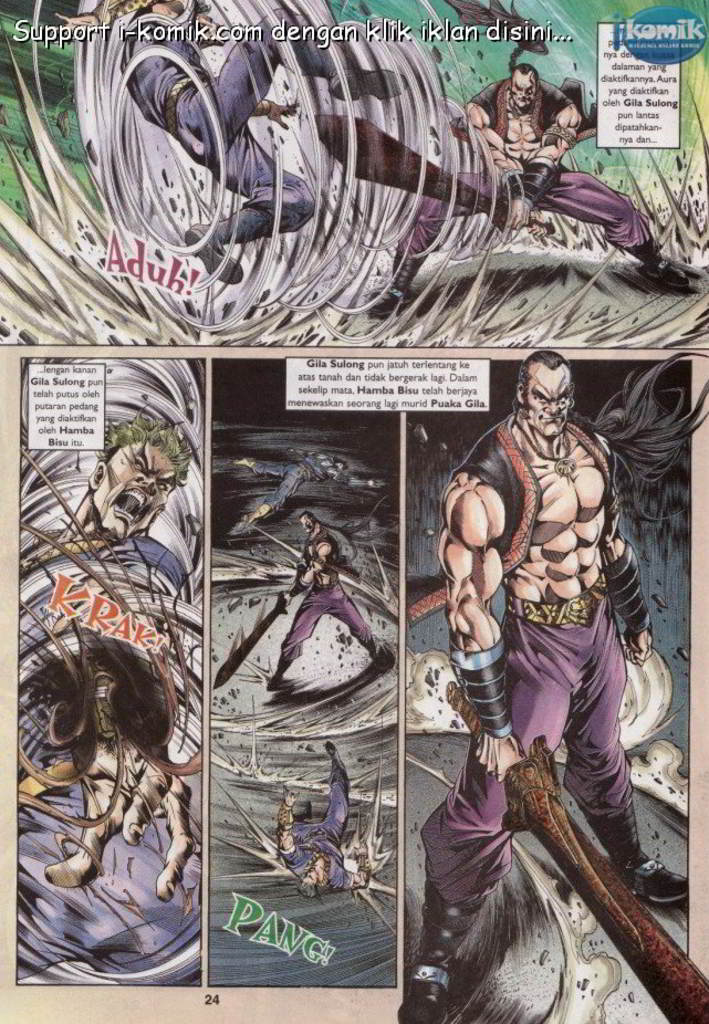 Support i-komik.com dengan klik iklan disini...
ikomik
MALAYSIA ONLINE KOMIK
dalaman yang
diaktifkannya. Aura
yang diaktifkan
oleh Gila Sulong
pun lantas
dipatahkan-
nya dan...
Aduh!
...lengan kanan
Gila Sulong pun
telah putus oleh
putaran pedang
yang diaktifkan
oleh Hamba
Bisu itu.
KRAK!
Gila Sulong pun jatuh terlentang ke
atas tanah dan tidak bergerak lagi. Dalam
sekelip mata, Hamba Bisu telah berjaya
menewaskan seorang lagi murid Puaka Gila.
PANG!
24